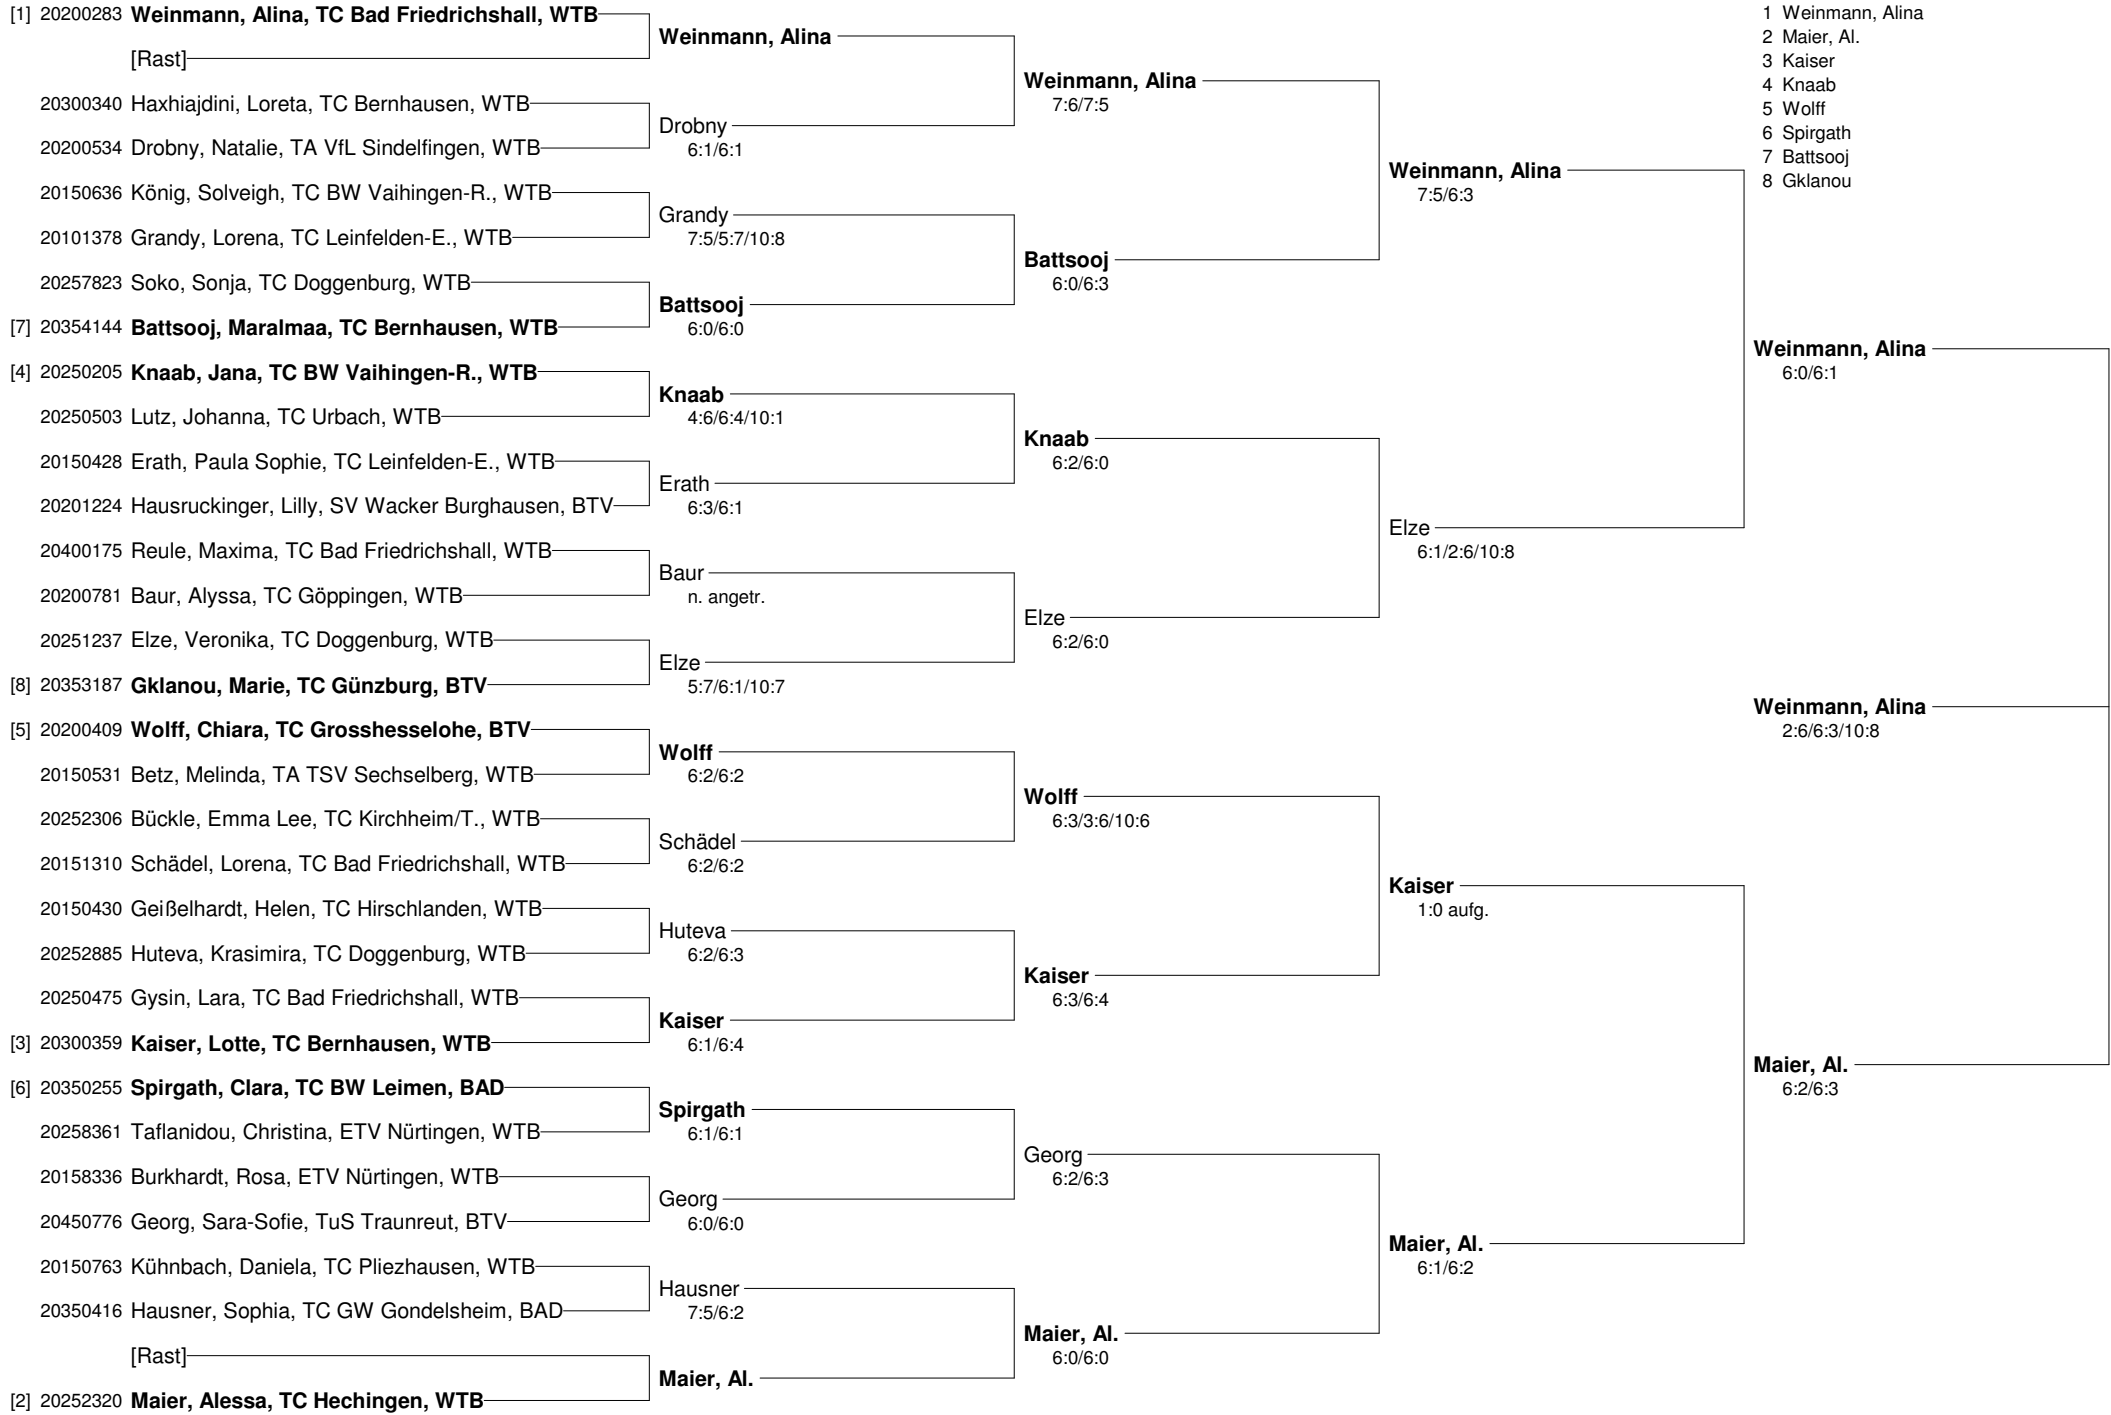 [1] 20200283 Weinmann, Alina, TC Bad Friedrichshall, WTB
[Rast]
20300340 Haxhiajdini, Loreta, TC Bernhausen, WTB
20200534 Drobny, Natalie, TA VfL Sindelfingen, WTB
20150636 König, Solveigh, TC BW Vaihingen-R., WTB
20101378 Grandy, Lorena, TC Leinfelden-E., WTB
20257823 Soko, Sonja, TC Doggenburg, WTB
[7] 20354144 Battsooj, Maralmaa, TC Bernhausen, WTB
[4] 20250205 Knaab, Jana, TC BW Vaihingen-R., WTB
20250503 Lutz, Johanna, TC Urbach, WTB
20150428 Erath, Paula Sophie, TC Leinfelden-E., WTB
20201224 Hausruckinger, Lilly, SV Wacker Burghausen, BTV
20400175 Reule, Maxima, TC Bad Friedrichshall, WTB
20200781 Baur, Alyssa, TC Göppingen, WTB
20251237 Elze, Veronika, TC Doggenburg, WTB
[8] 20353187 Gklanou, Marie, TC Günzburg, BTV
[5] 20200409 Wolff, Chiara, TC Grosshesselohe, BTV
20150531 Betz, Melinda, TA TSV Sechselberg, WTB
20252306 Bückle, Emma Lee, TC Kirchheim/T., WTB
20151310 Schädel, Lorena, TC Bad Friedrichshall, WTB
20150430 Geißelhardt, Helen, TC Hirschlanden, WTB
20252885 Huteva, Krasimira, TC Doggenburg, WTB
20250475 Gysin, Lara, TC Bad Friedrichshall, WTB
[3] 20300359 Kaiser, Lotte, TC Bernhausen, WTB
[6] 20350255 Spirgath, Clara, TC BW Leimen, BAD
20258361 Taflanidou, Christina, ETV Nürtingen, WTB
20158336 Burkhardt, Rosa, ETV Nürtingen, WTB
20450776 Georg, Sara-Sofie, TuS Traunreut, BTV
20150763 Kühnbach, Daniela, TC Pliezhausen, WTB
20350416 Hausner, Sophia, TC GW Gondelsheim, BAD
[Rast]
[2] 20252320 Maier, Alessa, TC Hechingen, WTB
Weinmann, Alina
Drobny
6:1/6:1
Grandy
7:5/5:7/10:8
Battsooj
6:0/6:0
Knaab
4:6/6:4/10:1
Erath
6:3/6:1
Baur
n. angetr.
Elze
5:7/6:1/10:7
Wolff
6:2/6:2
Schädel
6:2/6:2
Huteva
6:2/6:3
Kaiser
6:1/6:4
Spirgath
6:1/6:1
Georg
6:0/6:0
Hausner
7:5/6:2
Maier, Al.
Weinmann, Alina
7:6/7:5
Battsooj
6:0/6:3
Knaab
6:2/6:0
Elze
6:2/6:0
Wolff
6:3/3:6/10:6
Kaiser
6:3/6:4
Georg
6:2/6:3
Maier, Al.
6:0/6:0
Weinmann, Alina
7:5/6:3
Elze
6:1/2:6/10:8
Kaiser
1:0 aufg.
Maier, Al.
6:1/6:2
Weinmann, Alina
6:0/6:1
Weinmann, Alina
2:6/6:3/10:8
Maier, Al.
6:2/6:3
1 Weinmann, Alina
2 Maier, Al.
3 Kaiser
4 Knaab
5 Wolff
6 Spirgath
7 Battsooj
8 Gklanou